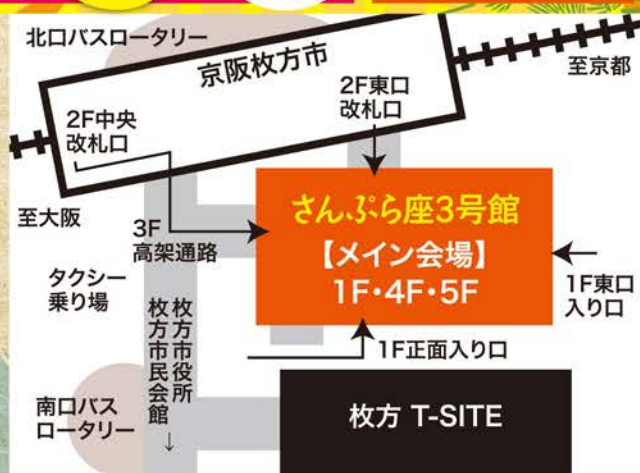 北口バスロータリー
京阪枚方市
至京都
2F中央
改札口
2F東口
改札口
至大阪
3F
高架通路
さんぷら座3号館
【メイン会場】
1F・4F・5F
1F東口
入り口
タクシー
乗り場
枚方市役所
枚方市民会館
↓
1F正面入り口
南口バス
ロータリー
枚方 T-SITE